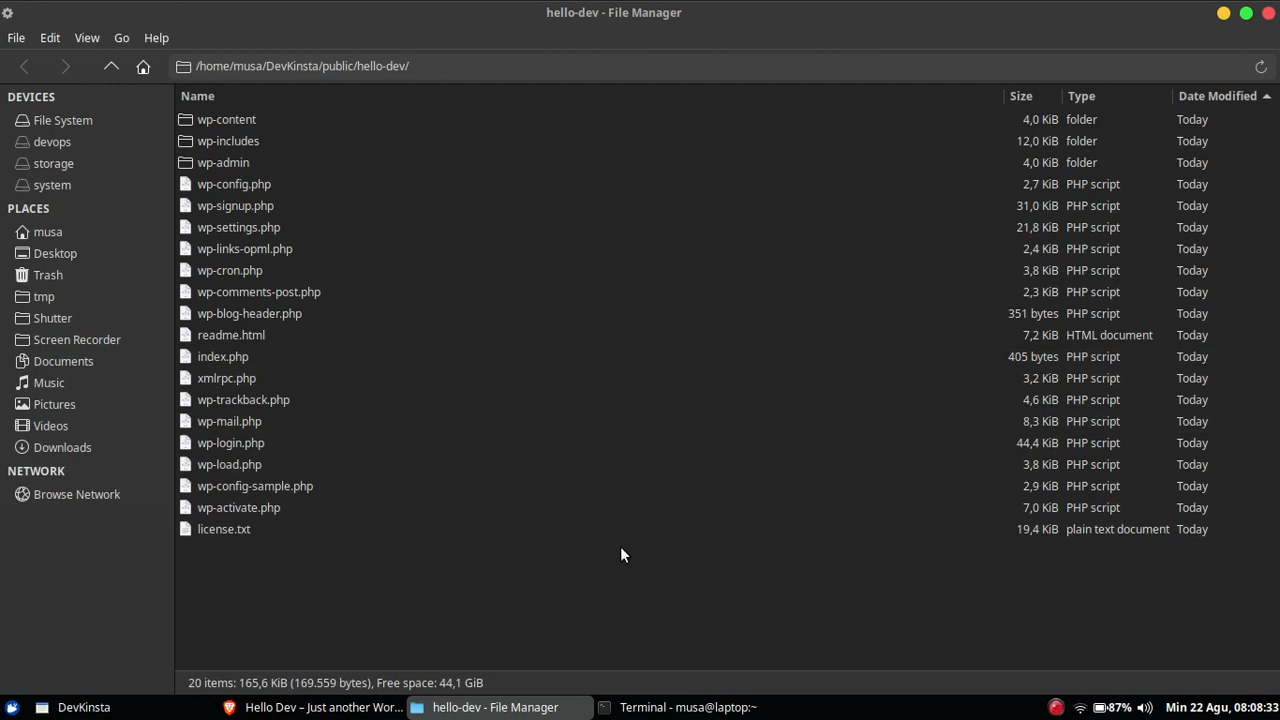 hello-dev - File Manager
File Edit View Go Help
/home/musa/DevKinsta/public/hello-dev/
DEVICES
File System
devops
storage
system
PLACES
musa
Desktop
Trash
tmp
Shutter
Screen Recorder
Documents
Music
Pictures
Videos
Downloads
NETWORK
Browse Network
Name Size Type Date Modified
wp-content 4,0 KiB folder Today
wp-includes 12,0 KiB folder Today
wp-admin 4,0 KiB folder Today
wp-config.php 2,7 KiB PHP script Today
wp-signup.php 31,0 KiB PHP script Today
wp-settings.php 21,8 KiB PHP script Today
wp-links-opml.php 2,4 KiB PHP script Today
wp-cron.php 3,8 KiB PHP script Today
wp-comments-post.php 2,3 KiB PHP script Today
wp-blog-header.php 351 bytes PHP script Today
readme.html 7,2 KiB HTML document Today
index.php 405 bytes PHP script Today
xmlrpc.php 3,2 KiB PHP script Today
wp-trackback.php 4,6 KiB PHP script Today
wp-mail.php 8,3 KiB PHP script Today
wp-login.php 44,4 KiB PHP script Today
wp-load.php 3,8 KiB PHP script Today
wp-config-sample.php 2,9 KiB PHP script Today
wp-activate.php 7,0 KiB PHP script Today
license.txt 19,4 KiB plain text document Today
20 items: 165,6 KiB (169.559 bytes), Free space: 44,1 GiB
DevKinsta Hello Dev – Just another Wor... hello-dev - File Manager Terminal - musa@laptop:~ 87% Min 22 Agu, 08:08:33